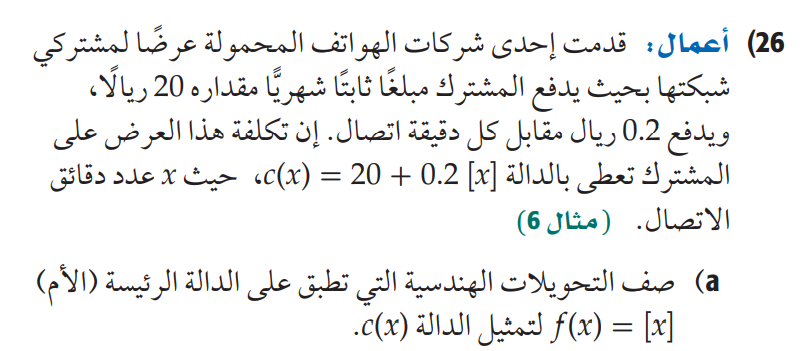 26) أعمال: قدمت إحدى شركات الهواتف المحمولة عرضًا لمشتركي
شبكتها بحيث يدفع المشترك مبلغًا ثابتًا شهريًّا مقداره 20 ريالًا،
ويدفع 0.2 ريال مقابل كل دقيقة اتصال. إن تكلفة هذا العرض على
المشترك تعطى بالدالة c(x) = 20 + 0.2 [x]، حيث x عدد دقائق
الاتصال. (مثال 6)
a) صف التحويلات الهندسية التي تطبق على الدالة الرئيسة (الأم)
f(x) = [x] لتمثيل الدالة c(x).